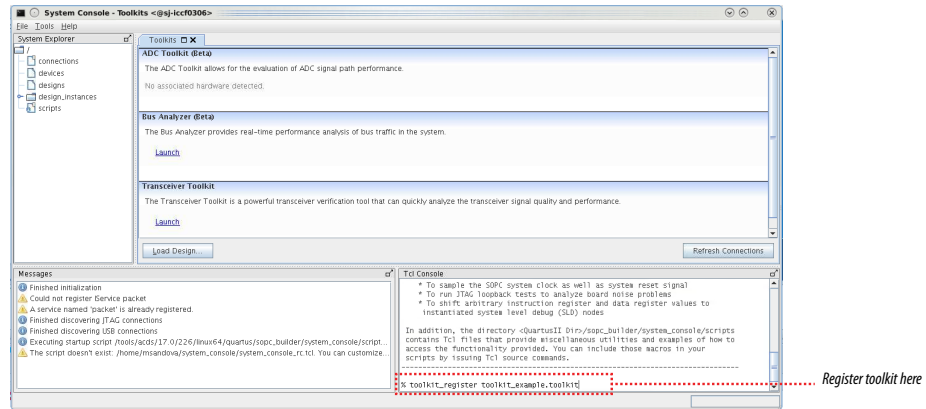 System Console - Toolkits <@sj-iccf0306>
File Tools Help
System Explorer
/
connections
devices
designs
design_instances
scripts
Toolkits
ADC Toolkit (Beta)
The ADC Toolkit allows for the evaluation of ADC signal path performance.
No associated hardware detected.
Bus Analyzer (Beta)
The Bus Analyzer provides real-time performance analysis of bus traffic in the system.
Launch
Transceiver Toolkit
The Transceiver Toolkit is a powerful transceiver verification tool that can quickly analyze the transceiver signal quality and performance.
Launch
Load Design...
Refresh Connections
Messages
Finished initialization
Could not register IService packet
A service named 'packet' is already registered.
Finished discovering JTAG connections
Finished discovering USB connections
Executing startup script /tools/acds/17.0/226/linux64/quartus/sopc_builder/system_console/script...
The script doesn't exist: /home/msandova/system_console/system_console_rc.tcl. You can customize...
Tcl Console
* To sample the SOPC system clock as well as system reset signal
* To run JTAG loopback tests to analyze board noise problems
* To shift arbitrary instruction register and data register values to
instantiated system level debug (SLD) nodes
In addition, the directory <QuartusII Dir>/sopc_builder/system_console/scripts
contains Tcl files that provide miscellaneous utilities and examples of how to
access the functionality provided. You can include those macros in your
scripts by issuing Tcl source commands.
--------------------------------------------------------------------------------
% toolkit_register toolkit_example.toolkit
Register toolkit here